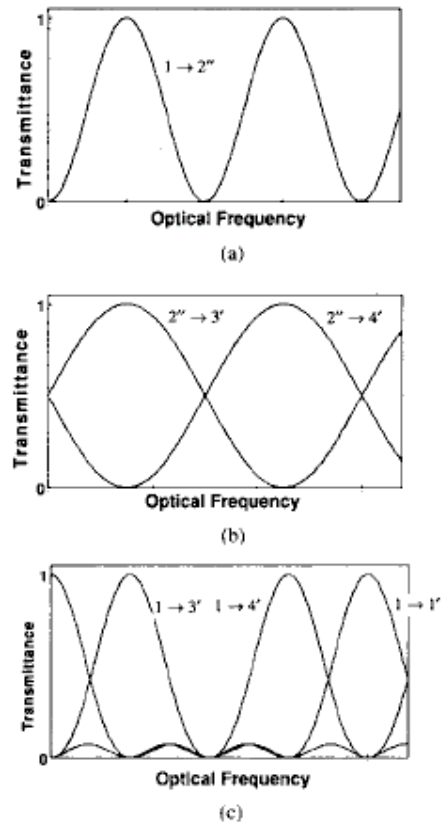 1
Transmittance
1 → 2″
0
Optical Frequency
(a)
1
Transmittance
2″ → 3′ 2″ → 4′
0
Optical Frequency
(b)
1
Transmittance
1 → 3′ 1 → 4′ 1 → 1′
0
Optical Frequency
(c)